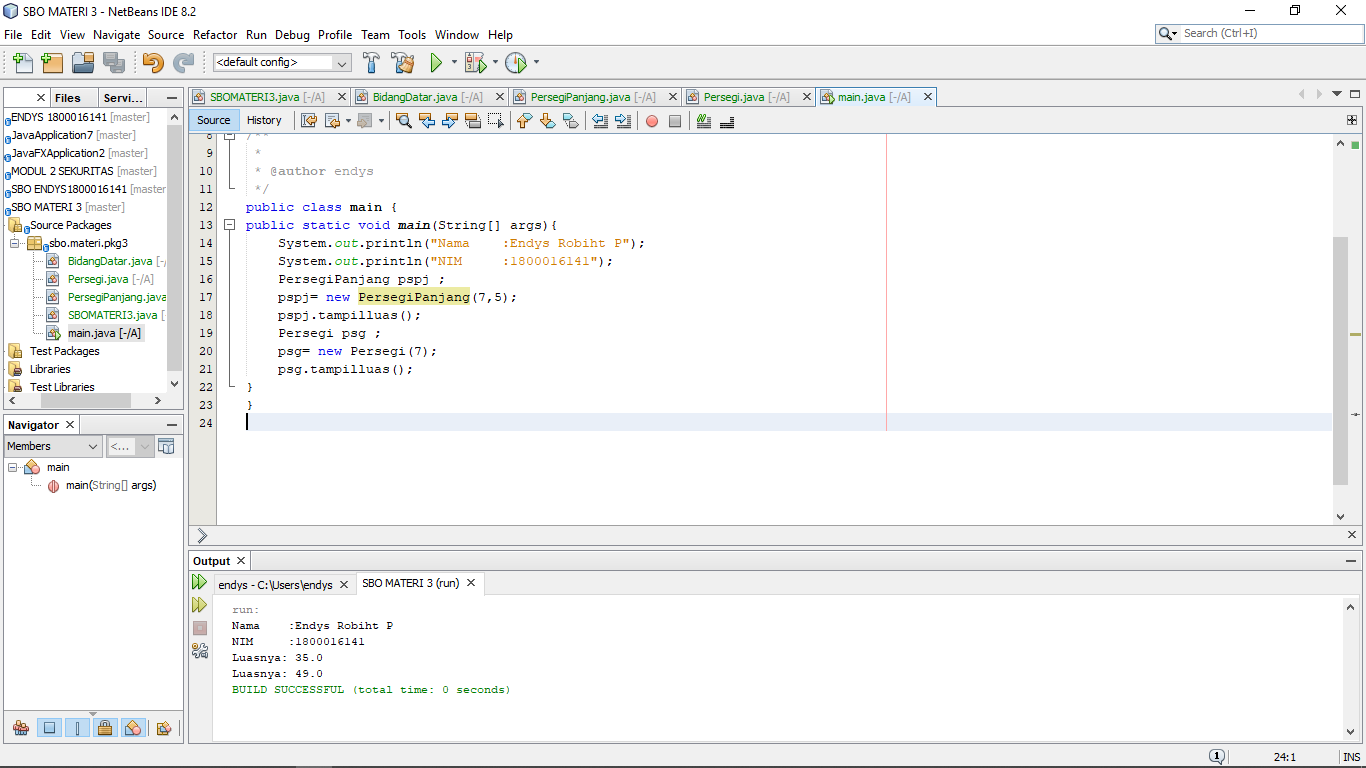 SBO MATERI 3 - NetBeans IDE 8.2
File Edit View Navigate Source Refactor Run Debug Profile Team Tools Window Help
Search (Ctrl+I)
<default config>
Files Servi...
SBOMATERI3.java [-/A] BidangDatar.java [-/A] PersegiPanjang.java [-/A] Persegi.java [-/A] main.java [-/A]
Source History
ENDYS 1800016141 [master]
JavaApplication7 [master]
JavaFXApplication2 [master]
MODUL 2 SEKURITAS [master]
SBO ENDYS1800016141 [master
SBO MATERI 3 [master]
Source Packages
sbo.materi.pkg3
BidangDatar.java [-/
Persegi.java [-/A]
PersegiPanjang.java
SBOMATERI3.java [
main.java [-/A]
Test Packages
Libraries
Test Libraries
Navigator
Members <...
main
main(String[] args)
8 /**
9 *
10 * @author endys
11 */
12 public class main {
13 public static void main(String[] args){
14 System.out.println("Nama    :Endys Robiht P");
15 System.out.println("NIM     :1800016141");
16 PersegiPanjang pspj ;
17 pspj= new PersegiPanjang(7,5);
18 pspj.tampilluas();
19 Persegi psg ;
20 psg= new Persegi(7);
21 psg.tampilluas();
22 }
23 }
24
Output
endys - C:\Users\endys SBO MATERI 3 (run)
run:
Nama    :Endys Robiht P
NIM     :1800016141
Luasnya: 35.0
Luasnya: 49.0
BUILD SUCCESSFUL (total time: 0 seconds)
1 24:1 INS